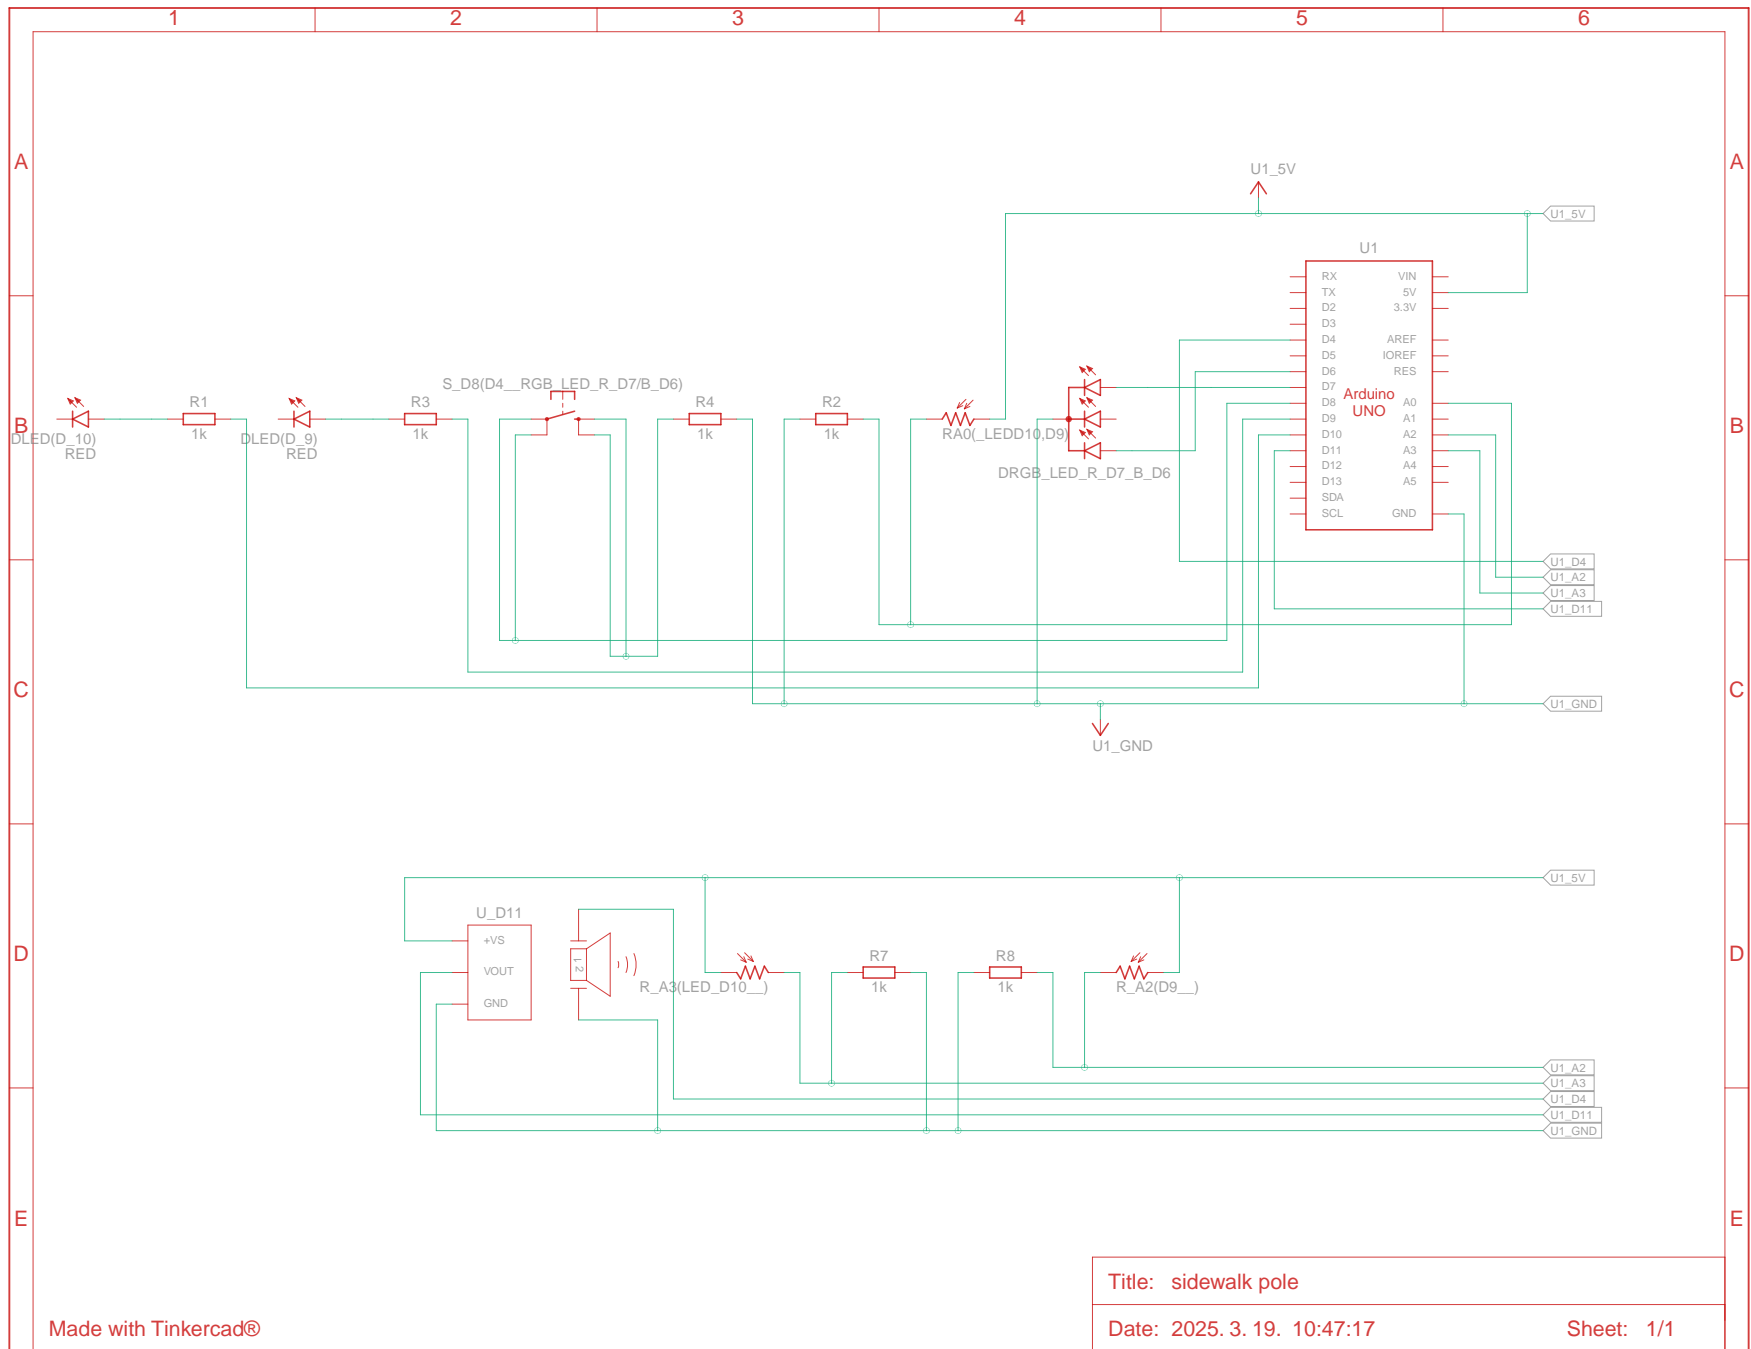 1 2 3 4 5 6
A A
U1_5V
U1_5V
U1
RX VIN
TX 5V
D2 3.3V
D3
D4 AREF
D5 IOREF
D6 RES
D7
Arduino
UNO
D8 A0
D9 A1
D10 A2
D11 A3
D12 A4
D13 A5
SDA
SCL GND
S_D8(D4__RGB_LED_R_D7/B_D6)
R1 R3 R4 R2
B B
1k 1k 1k 1k
DLED(D_10) DLED(D_9) RA0(_LEDD10,D9)
RED RED
DRGB_LED_R_D7_B_D6
U1_D4
U1_A2
U1_A3
U1_D11
C C
U1_GND
U1_GND
U1_5V
U_D11
+VS
VOUT
GND
1 2
D D
R7 R8
R_A3(LED_D10__) 1k 1k R_A2(D9__)
U1_A2
U1_A3
U1_D4
U1_D11
U1_GND
E E
Title: sidewalk pole
Made with Tinkercad®
Date: 2025. 3. 19. 10:47:17 Sheet: 1/1